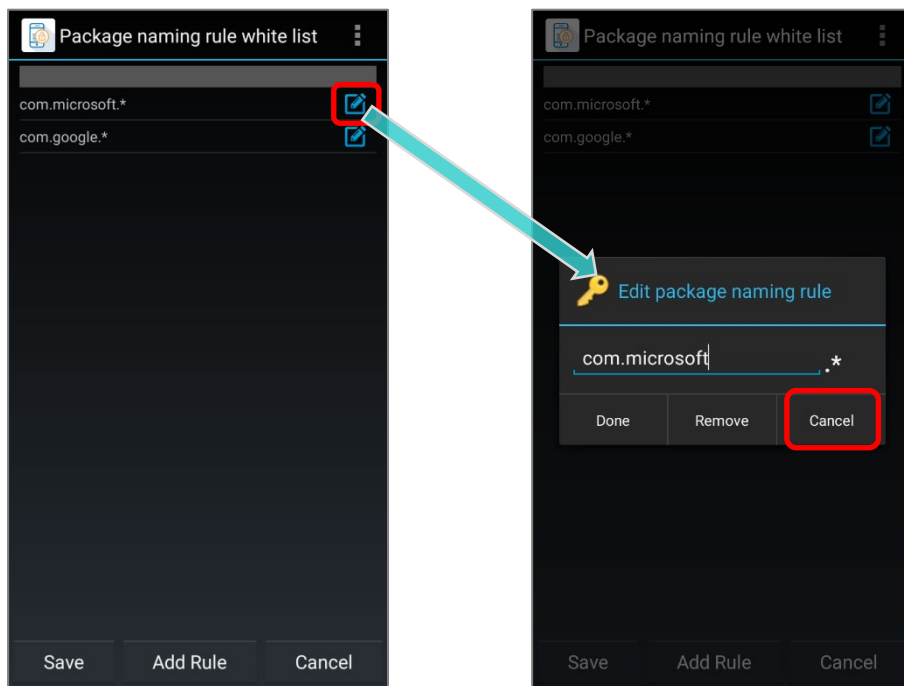 Package naming rule white list
com.microsoft.*
com.google.*
Save Add Rule Cancel
Package naming rule white list
com.microsoft.*
com.google.*
Edit package naming rule
com.microsoft .*
Done Remove Cancel
Save Add Rule Cancel